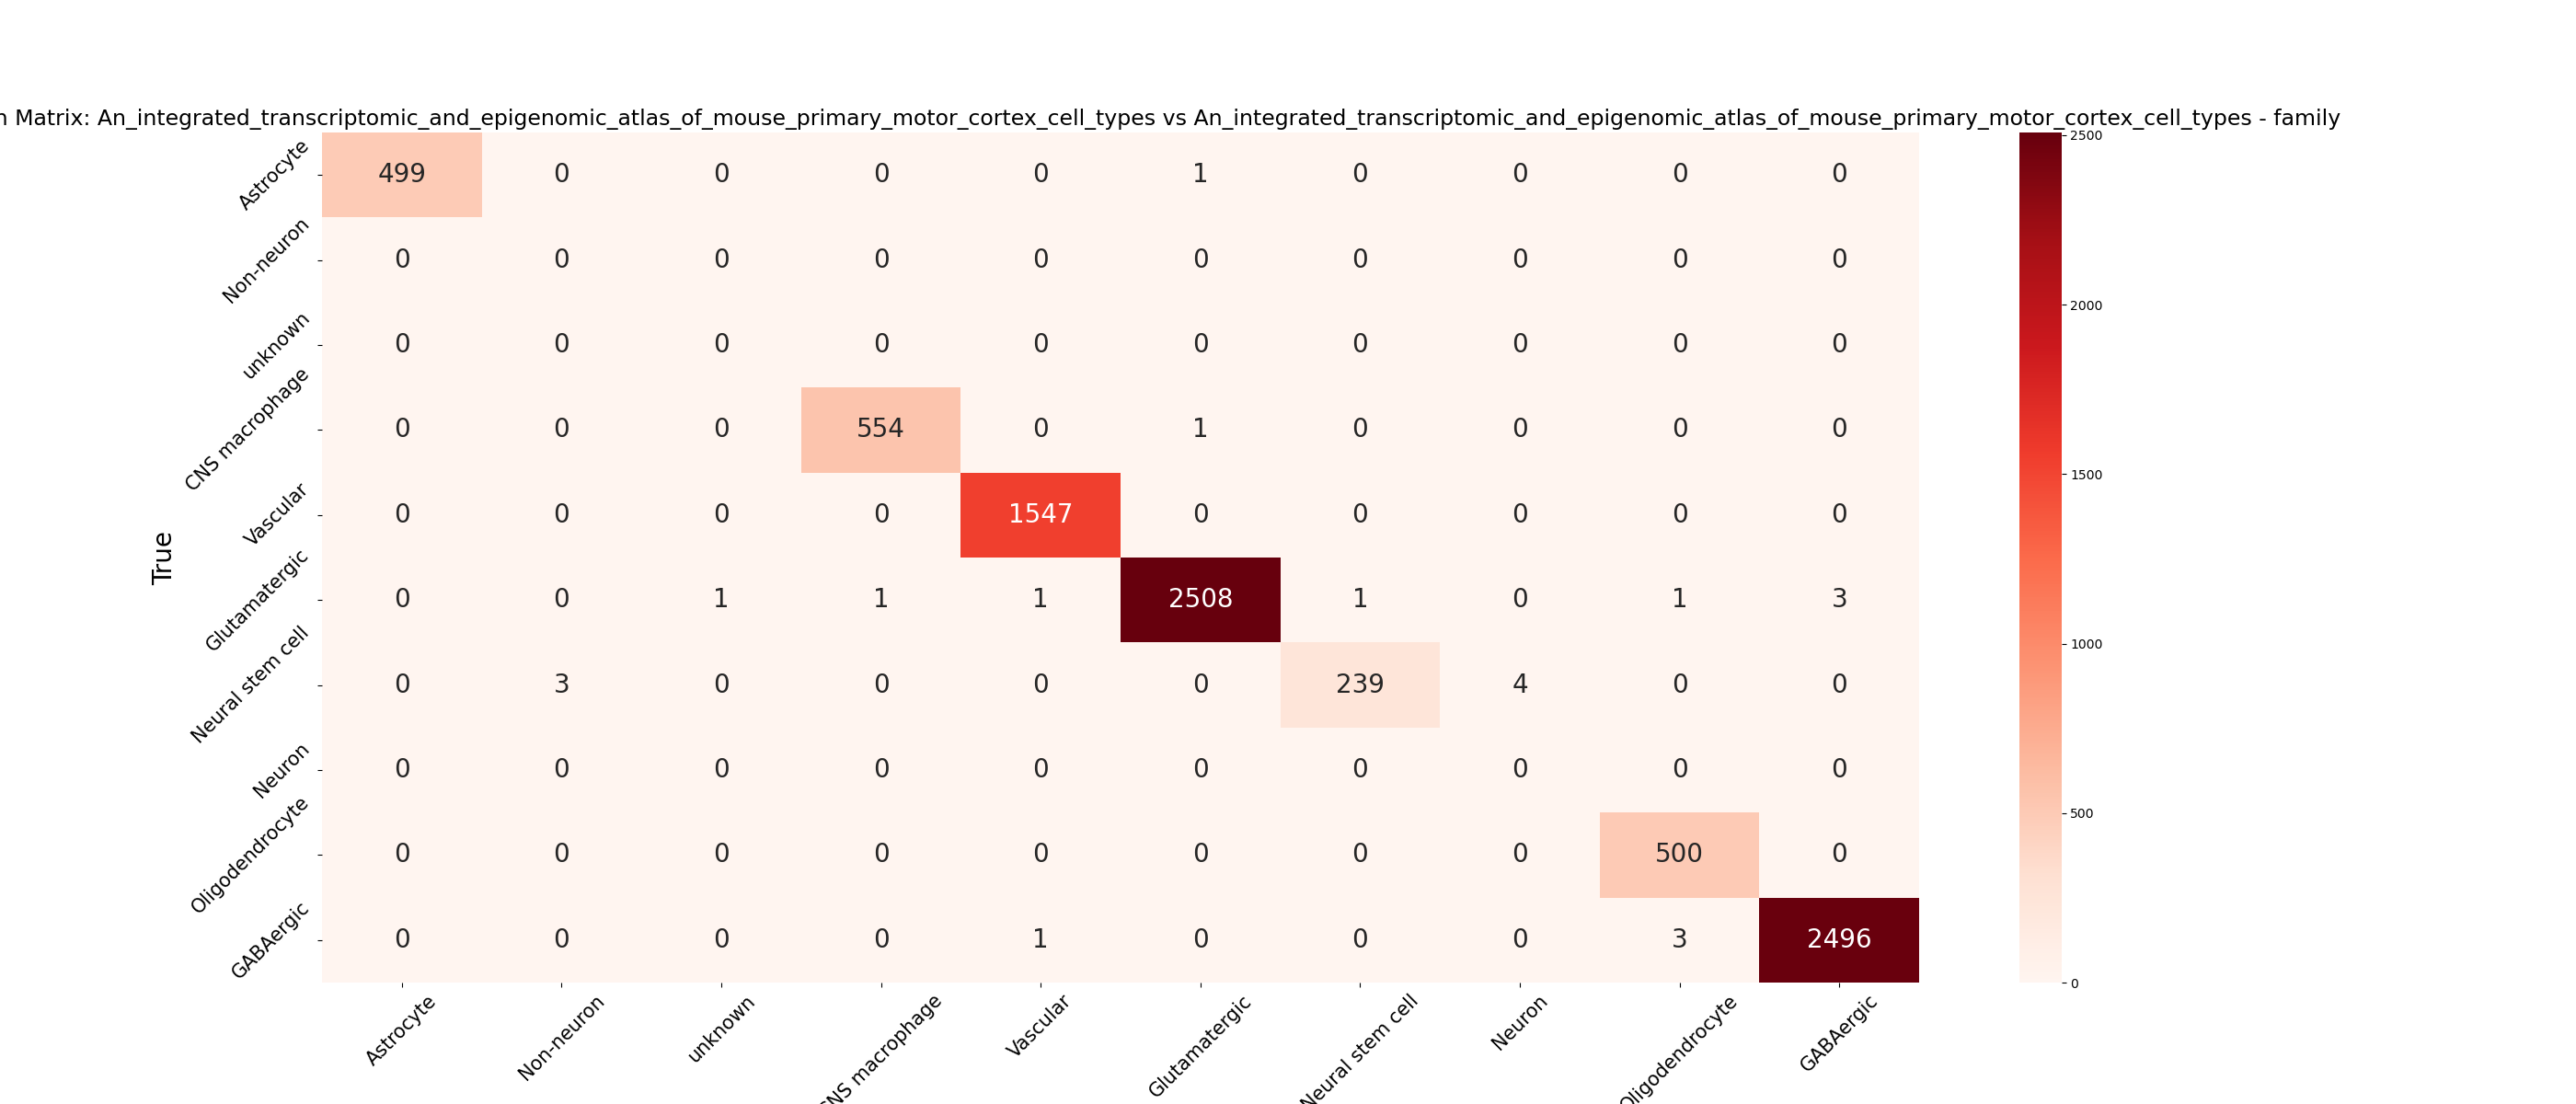 n Matrix: An_integrated_transcriptomic_and_epigenomic_atlas_of_mouse_primary_motor_cortex_cell_types vs An_integrated_transcriptomic_and_epigenomic_atlas_of_mouse_primary_motor_cortex_cell_types - family
True
Astrocyte 499 0 0 0 0 1 0 0 0 0
Non-neuron 0 0 0 0 0 0 0 0 0 0
unknown 0 0 0 0 0 0 0 0 0 0
CNS macrophage 0 0 0 554 0 1 0 0 0 0
Vascular 0 0 0 0 1547 0 0 0 0 0
Glutamatergic 0 0 1 1 1 2508 1 0 1 3
Neural stem cell 0 3 0 0 0 0 239 4 0 0
Neuron 0 0 0 0 0 0 0 0 0 0
Oligodendrocyte 0 0 0 0 0 0 0 0 500 0
GABAergic 0 0 0 0 1 0 0 0 3 2496
Astrocyte Non-neuron unknown CNS macrophage Vascular Glutamatergic Neural stem cell Neuron Oligodendrocyte GABAergic
2500
2000
1500
1000
500
0